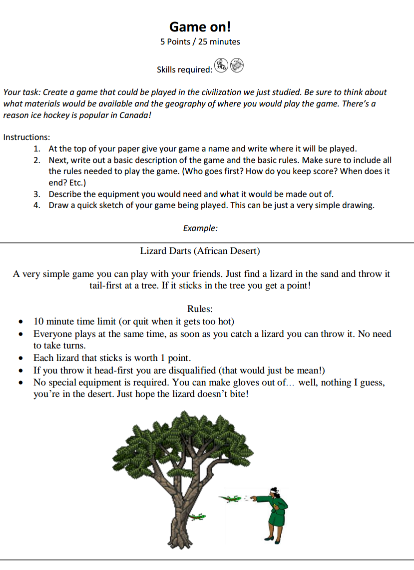 Game on!
5 Points / 25 minutes
Skills required:
Your task: Create a game that could be played in the civilization we just studied. Be sure to think about
what materials would be available and the geography of where you would play the game. There's a
reason ice hockey is popular in Canada!
Instructions:
1. At the top of your paper give your game a name and write where it will be played.
2. Next, write out a basic description of the game and the basic rules. Make sure to include all
the rules needed to play the game. (Who goes first? How do you keep score? When does it
end? Etc.)
3. Describe the equipment you would need and what it would be made out of.
4. Draw a quick sketch of your game being played. This can be just a very simple drawing.
Example:
Lizard Darts (African Desert)
A very simple game you can play with your friends. Just find a lizard in the sand and throw it
tail-first at a tree. If it sticks in the tree you get a point!
Rules:
• 10 minute time limit (or quit when it gets too hot)
• Everyone plays at the same time, as soon as you catch a lizard you can throw it. No need
to take turns.
• Each lizard that sticks is worth 1 point.
• If you throw it head-first you are disqualified (that would just be mean!)
• No special equipment is required. You can make gloves out of… well, nothing I guess,
you're in the desert. Just hope the lizard doesn't bite!